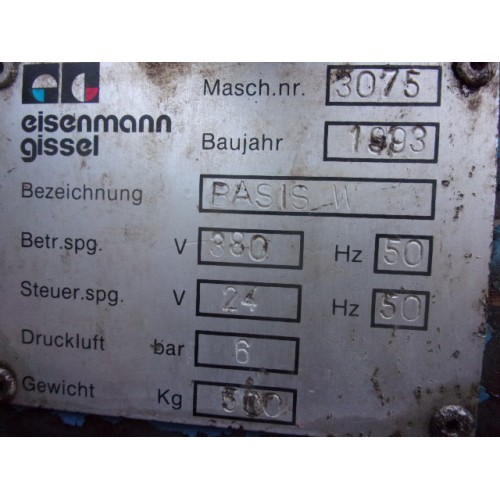 eisenmann
gissel
Masch.nr. 3075
Baujahr 1993
Bezeichnung PASIS W
Betr.spg. V 380 Hz 50
Steuer.spg. V 24 Hz 50
Druckluft bar 6
Gewicht Kg 500